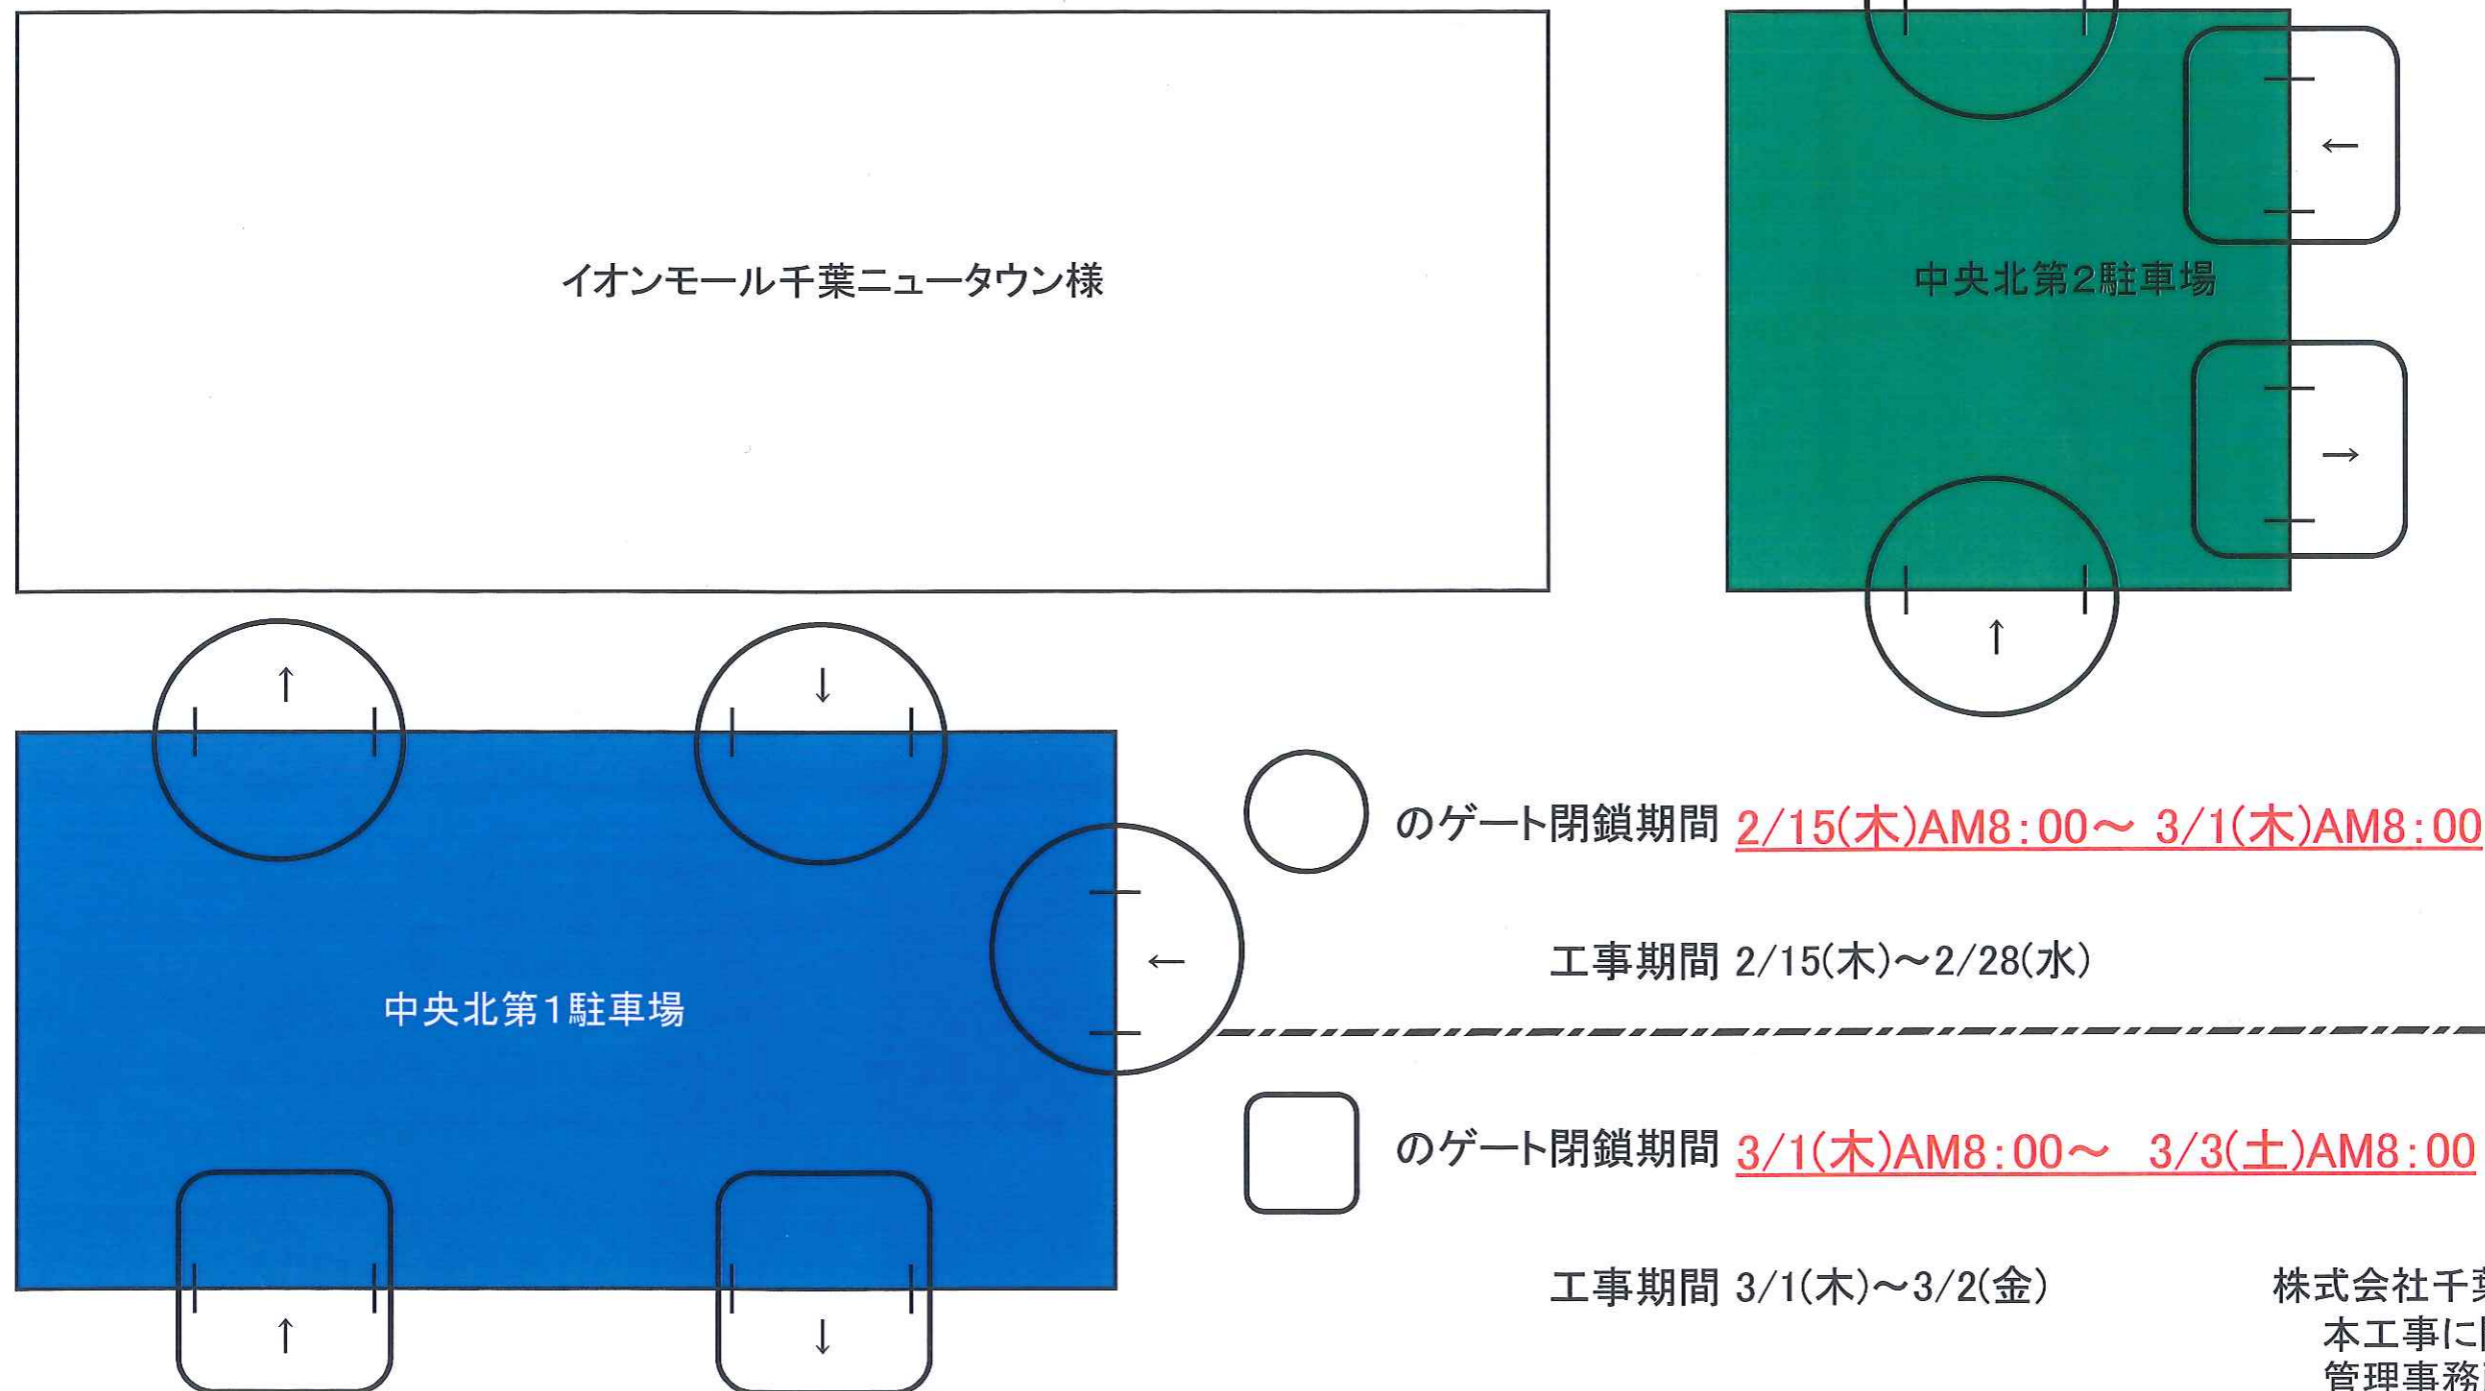 イオンモール千葉ニュータウン様
←
中央北第2駐車場
→
↑
↑
↓
のゲート閉鎖期間 2/15(木)AM8:00～ 3/1(木)AM8:00
←
工事期間 2/15(木)～2/28(水)
中央北第1駐車場
のゲート閉鎖期間 3/1(木)AM8:00～ 3/3(土)AM8:00
工事期間 3/1(木)～3/2(金)
↑
↓
株式会社千
本工事に
管理事務